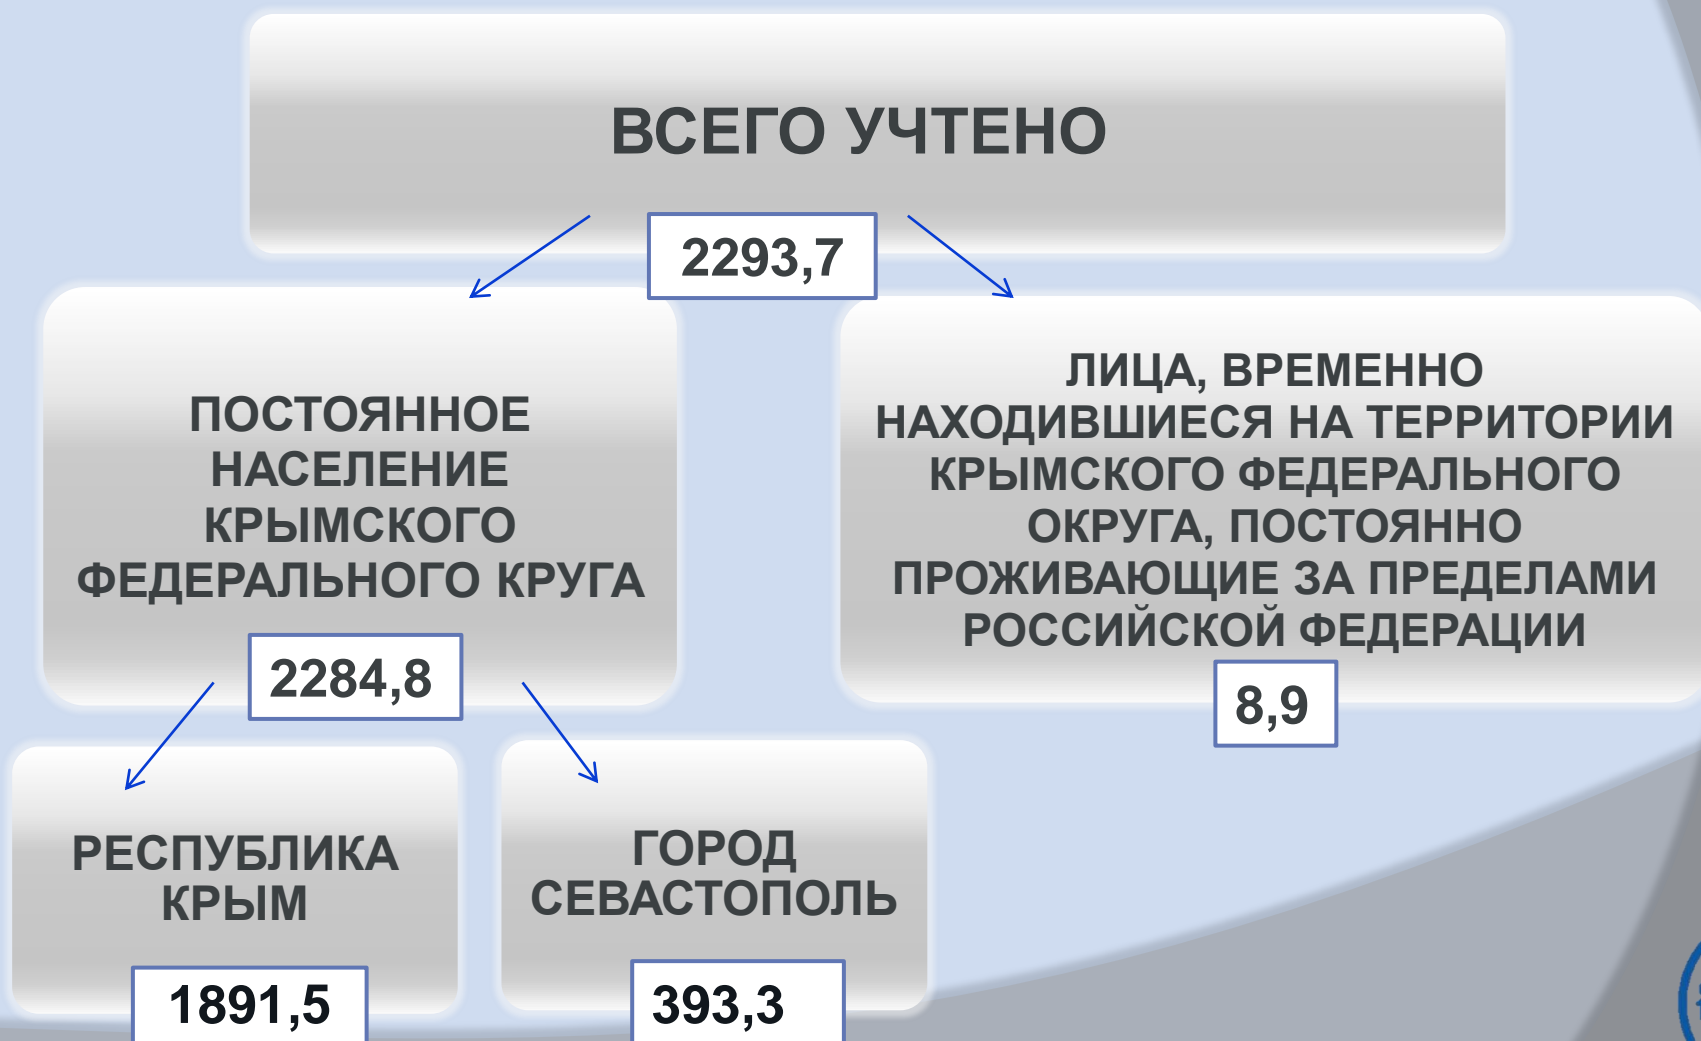 ВСЕГО УЧТЕНО
2293,7
ПОСТОЯННОЕ
НАСЕЛЕНИЕ
КРЫМСКОГО
ФЕДЕРАЛЬНОГО КРУГА
2284,8
ЛИЦА, ВРЕМЕННО
НАХОДИВШИЕСЯ НА ТЕРРИТОРИИ
КРЫМСКОГО ФЕДЕРАЛЬНОГО
ОКРУГА, ПОСТОЯННО
ПРОЖИВАЮЩИЕ ЗА ПРЕДЕЛАМИ
РОССИЙСКОЙ ФЕДЕРАЦИИ
8,9
РЕСПУБЛИКА
КРЫМ
1891,5
ГОРОД
СЕВАСТОПОЛЬ
393,3